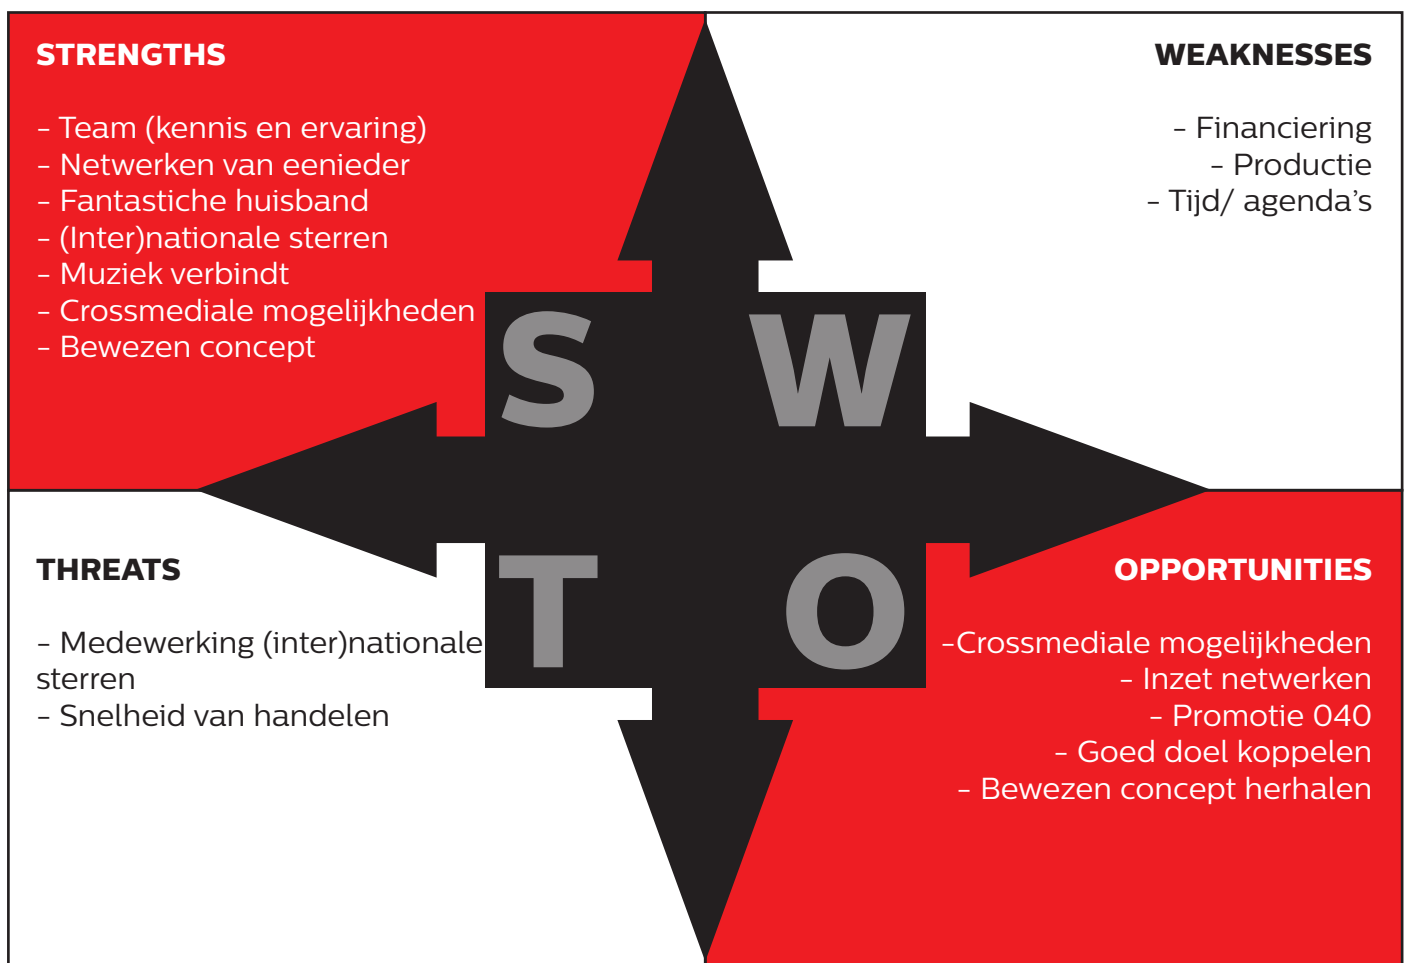 STRENGTHS
- Team (kennis en ervaring)
- Netwerken van eenieder
- Fantastiche huisband
- (Inter)nationale sterren
- Muziek verbindt
- Crossmediale mogelijkheden
- Bewezen concept
WEAKNESSES
- Financiering
- Productie
- Tijd/ agenda’s
S W
T O
THREATS
- Medewerking (inter)nationale
sterren
- Snelheid van handelen
OPPORTUNITIES
-Crossmediale mogelijkheden
- Inzet netwerken
- Promotie 040
- Goed doel koppelen
- Bewezen concept herhalen